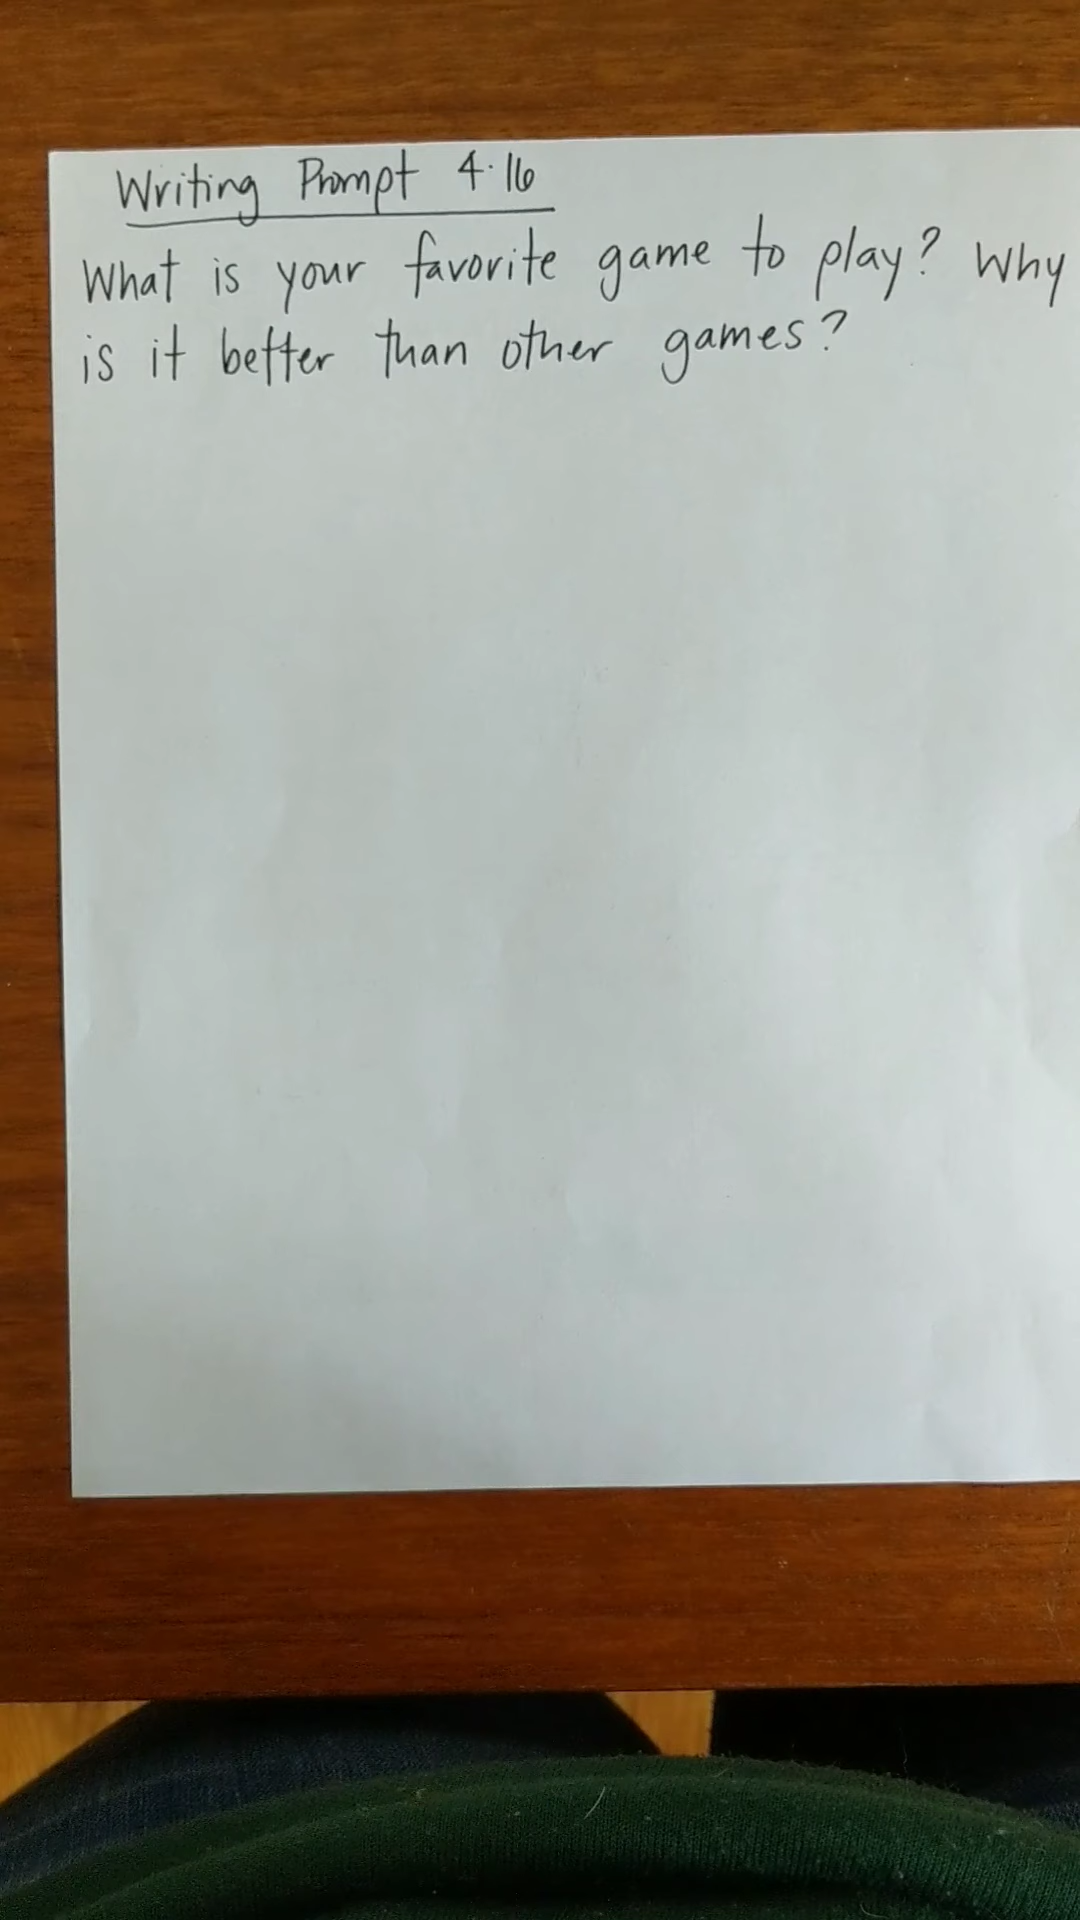 Writing Prompt 4.16
What is your favorite game to play? Why
is it better than other games?